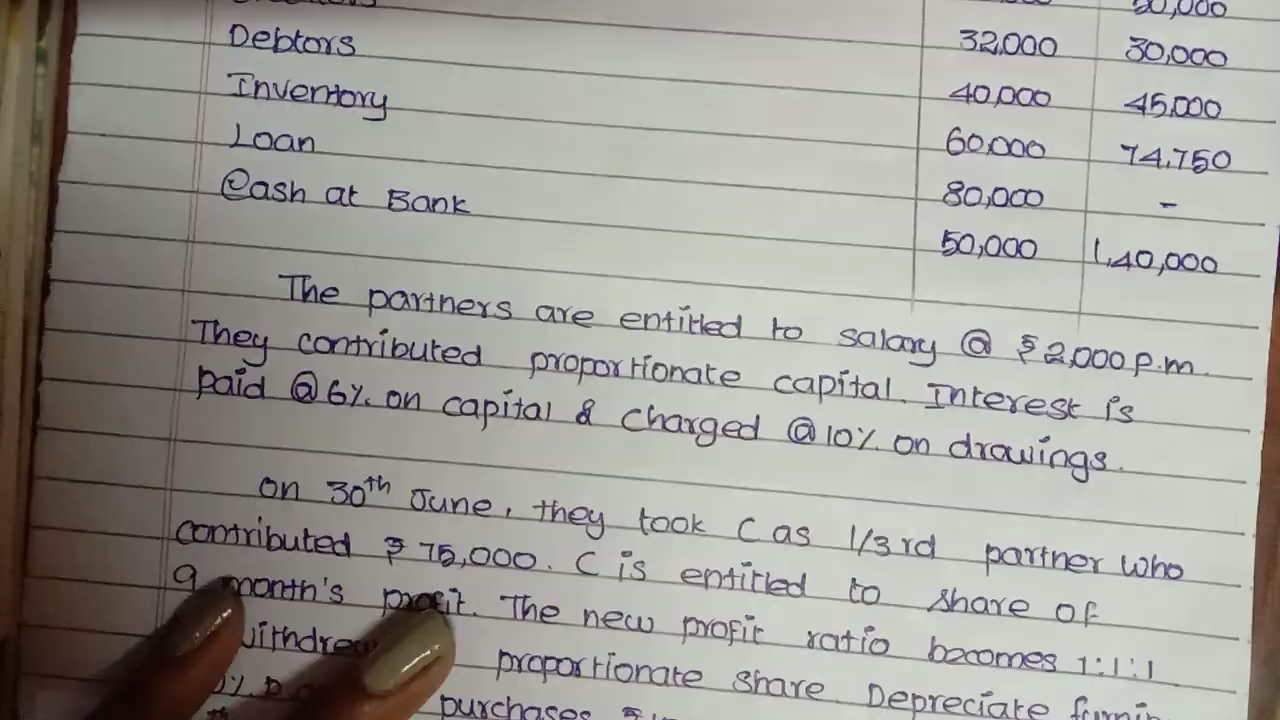 50,000
Debtors 32,000 30,000
Inventory 40,000 45,000
Loan 60,000 74,750
Cash at Bank 80,000 -
50,000 1,40,000
The partners are entitled to salary @ ₹2,000 p.m.
They contributed proportionate capital. Interest is
paid @ 6% on capital & charged @ 10% on drawings.
on 30th June, they took C as 1/3rd partner who
contributed ₹ 75,000. C is entitled to share of
9 month's profit. The new profit ratio becomes 1:1:1
withdrew proportionate share. Depreciate
purchases